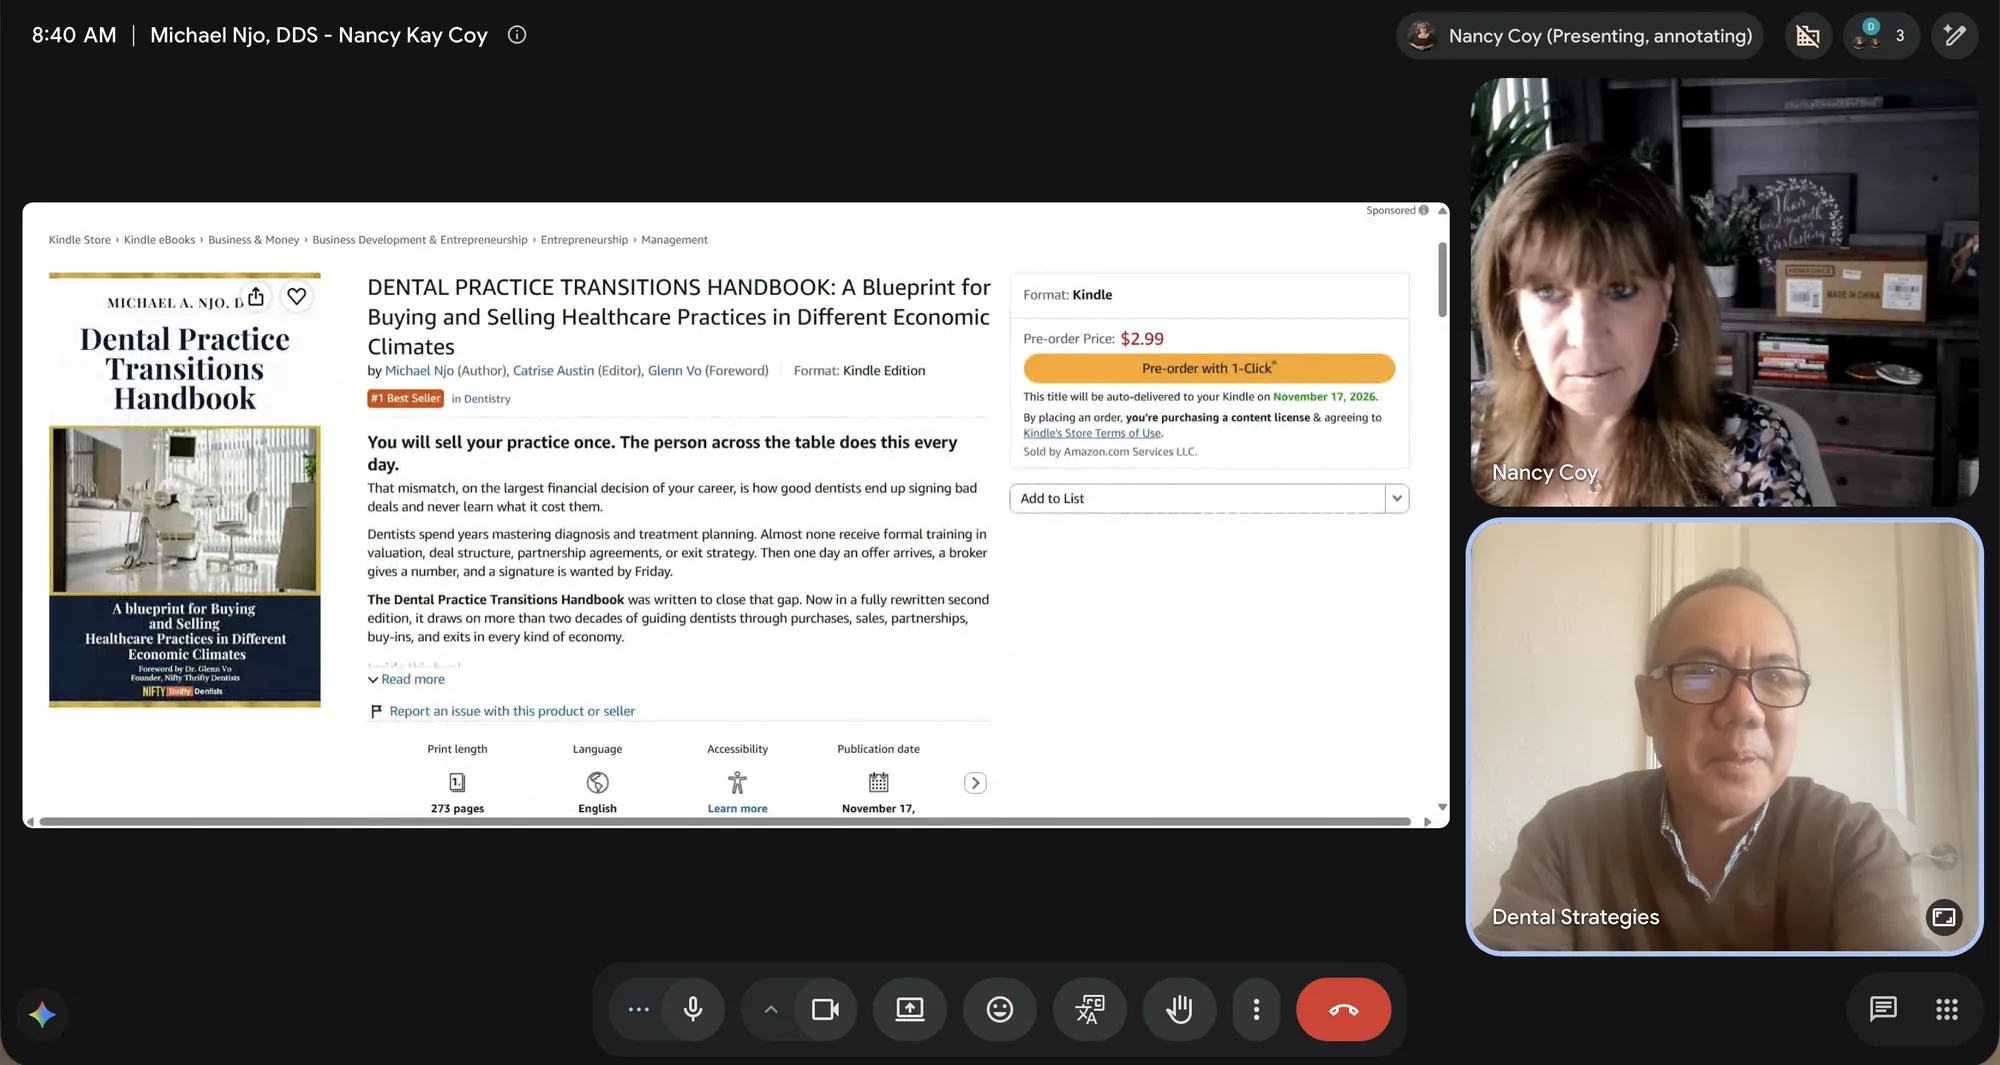 8:40 AM | Michael Njo, DDS - Nancy Kay Coy
Nancy Coy (Presenting, annotating)
D
3
Sponsored
Kindle Store › Kindle eBooks › Business & Money › Business Development & Entrepreneurship › Entrepreneurship › Management
MICHAEL A. NJO, D
Dental Practice
Transitions
Handbook
A blueprint for Buying
and Selling
Healthcare Practices in Different
Economic Climates
Foreword by Dr. Glenn Vo
Founder, Nifty Thrifty Dentists
NIFTY Thrifty Dentists
DENTAL PRACTICE TRANSITIONS HANDBOOK: A Blueprint for
Buying and Selling Healthcare Practices in Different Economic
Climates
by Michael Njo (Author), Catrise Austin (Editor), Glenn Vo (Foreword) Format: Kindle Edition
#1 Best Seller in Dentistry
You will sell your practice once. The person across the table does this every
day.
That mismatch, on the largest financial decision of your career, is how good dentists end up signing bad
deals and never learn what it cost them.
Dentists spend years mastering diagnosis and treatment planning. Almost none receive formal training in
valuation, deal structure, partnership agreements, or exit strategy. Then one day an offer arrives, a broker
gives a number, and a signature is wanted by Friday.
The Dental Practice Transitions Handbook was written to close that gap. Now in a fully rewritten second
edition, it draws on more than two decades of guiding dentists through purchases, sales, partnerships,
buy-ins, and exits in every kind of economy.
Read more
Report an issue with this product or seller
Print length
273 pages
Language
English
Accessibility
Learn more
Publication date
November 17,
Format: Kindle
Pre-order Price: $2.99
Pre-order with 1-Click®
This title will be auto-delivered to your Kindle on November 17, 2026.
By placing an order, you're purchasing a content license & agreeing to
Kindle's Store Terms of Use.
Sold by Amazon.com Services LLC.
Add to List
MADE IN CHINA
Nancy Coy
Dental Strategies